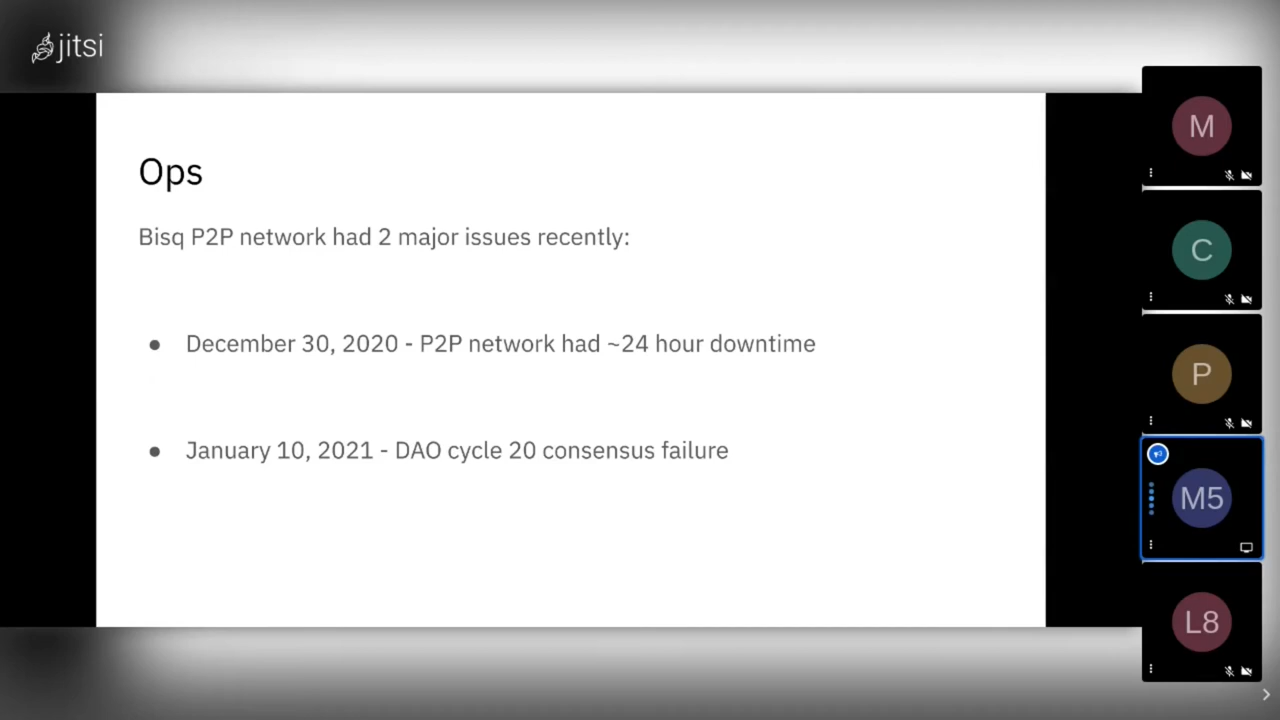 jitsi
Ops
Bisq P2P network had 2 major issues recently:
● December 30, 2020 - P2P network had ~24 hour downtime
● January 10, 2021 - DAO cycle 20 consensus failure
M
C
P
M5
L8